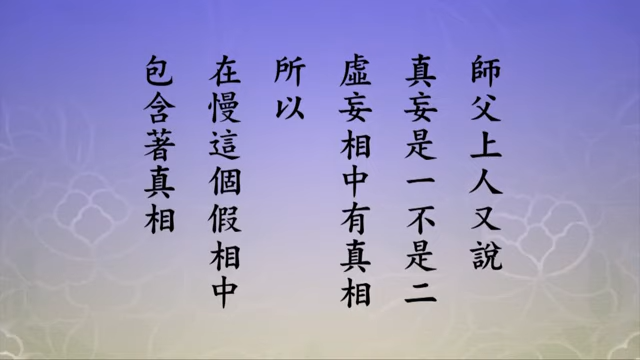 師父上人又說
真妄是一不是二
虛妄相中有真相
所以
在慢這個假相中
包含著真相